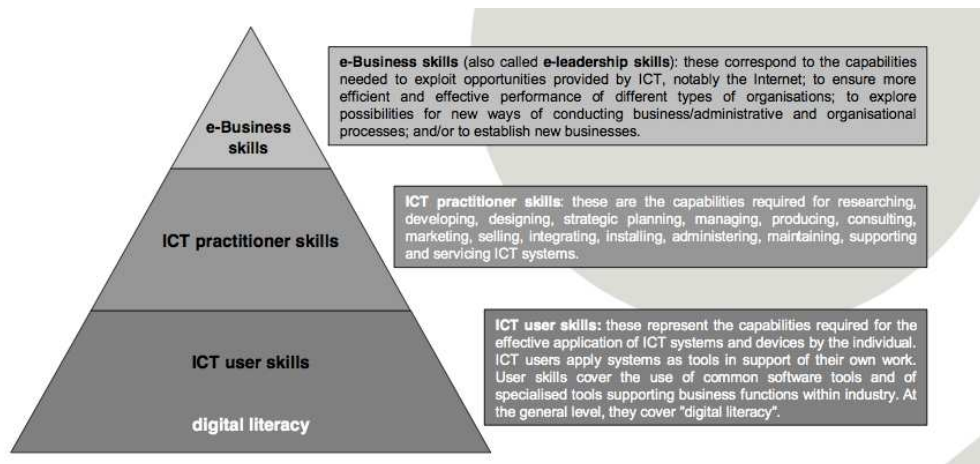 e-Business skills (also called e-leadership skills): these correspond to the capabilities
needed to exploit opportunities provided by ICT, notably the Internet; to ensure more
efficient and effective performance of different types of organisations; to explore
possibilities for new ways of conducting business/administrative and organisational
processes; and/or to establish new businesses.
e-Business
skills
ICT practitioner skills: these are the capabilities required for researching,
developing, designing, strategic planning, managing, producing, consulting,
marketing, selling, integrating, installing, administering, maintaining, supporting
and servicing ICT systems.
ICT practitioner skills
ICT user skills: these represent the capabilities required for the
effective application of ICT systems and devices by the individual.
ICT users apply systems as tools in support of their own work.
User skills cover the use of common software tools and of
specialised tools supporting business functions within industry. At
the general level, they cover "digital literacy".
ICT user skills
digital literacy